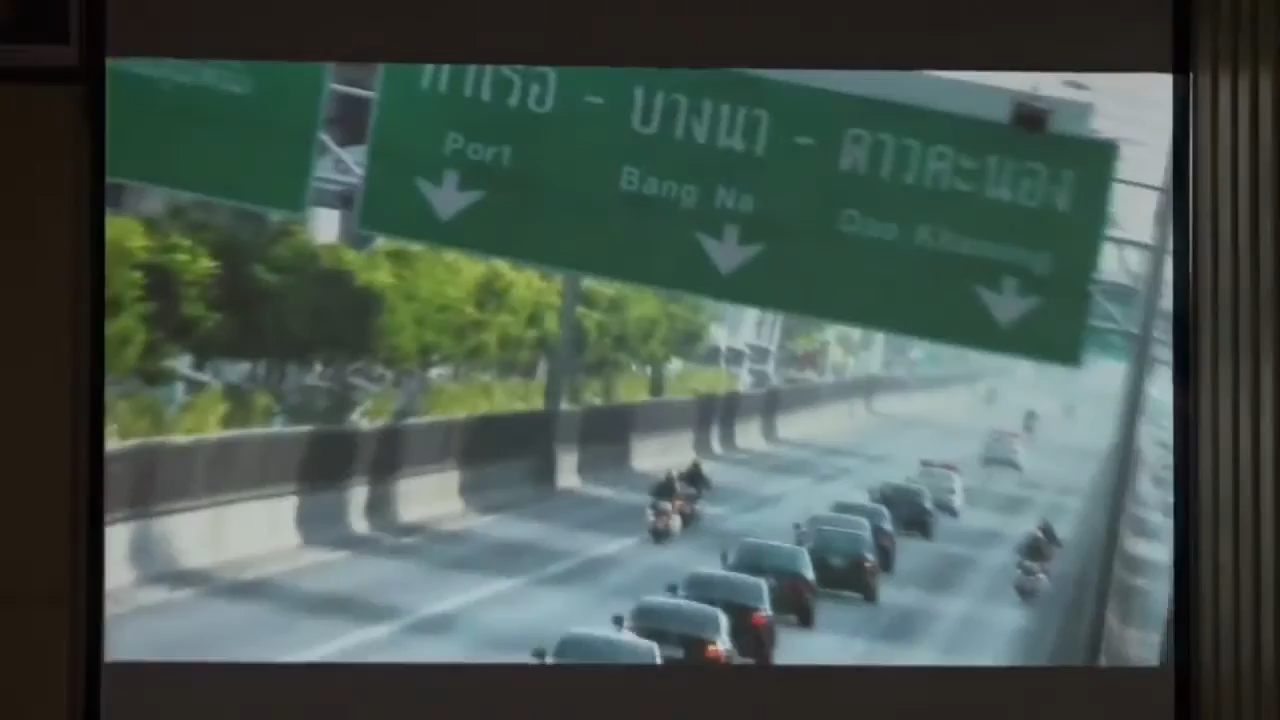 ท่าเรือ - บางนา - ดาวคะนอง
Port
Bang Na
Dao Khanong